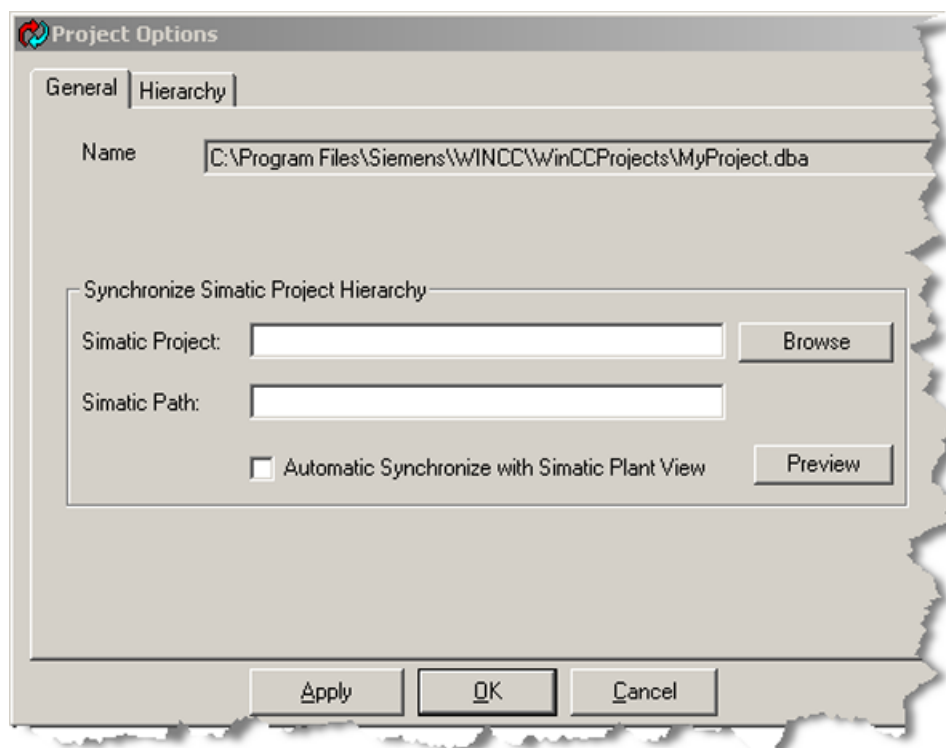 Project Options
General Hierarchy
Name C:\Program Files\Siemens\WINCC\WinCCProjects\MyProject.dba
Synchronize Simatic Project Hierarchy
Simatic Project: Browse
Simatic Path:
Automatic Synchronize with Simatic Plant View Preview
Apply OK Cancel